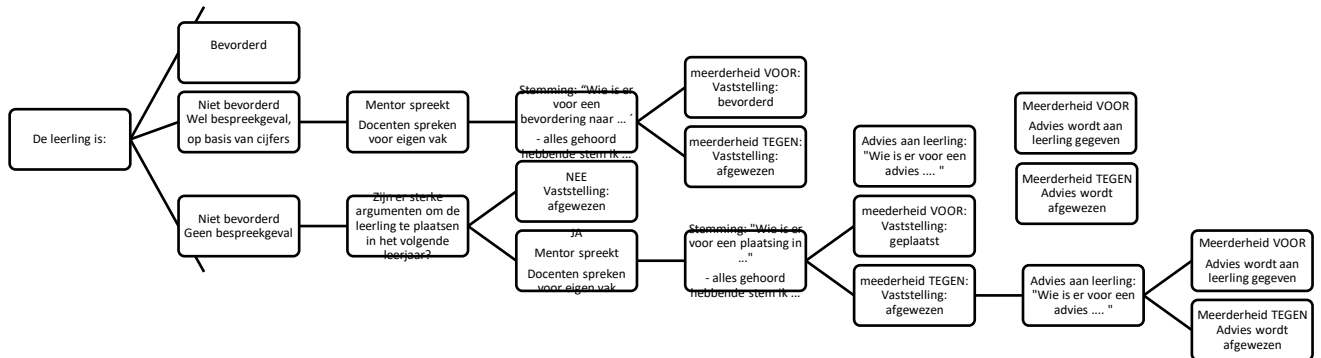 De leerling is:
Bevorderd
Niet bevorderd
Wel bespreekgeval,
op basis van cijfers
Niet bevorderd
Geen bespreekgeval
Mentor spreekt
Docenten spreken
voor eigen vak
Zijn er sterke
argumenten om de
leerling te plaatsen
in het volgende
leerjaar?
Stemming: "Wie is er
voor een
bevordering naar ... ´
- alles gehoord
hebbende stem ik ...
NEE
Vaststelling:
afgewezen
JA
Mentor spreekt
Docenten spreken
voor eigen vak
meerderheid VOOR:
Vaststelling:
bevorderd
meerderheid TEGEN:
Vaststelling:
afgewezen
Stemming: "Wie is er
voor een plaatsing in
..."
- alles gehoord
hebbende stem ik ...
Advies aan leerling:
"Wie is er voor een
advies .... "
meederheid VOOR:
Vaststelling:
geplaatst
meederheid TEGEN:
Vaststelling:
afgewezen
Meerderheid VOOR
Advies wordt aan
leerling gegeven
Meerderheid TEGEN
Advies wordt
afgewezen
Advies aan leerling:
"Wie is er voor een
advies .... "
Meerderheid VOOR
Advies wordt aan
leerling gegeven
Meerderheid TEGEN
Advies wordt
afgewezen